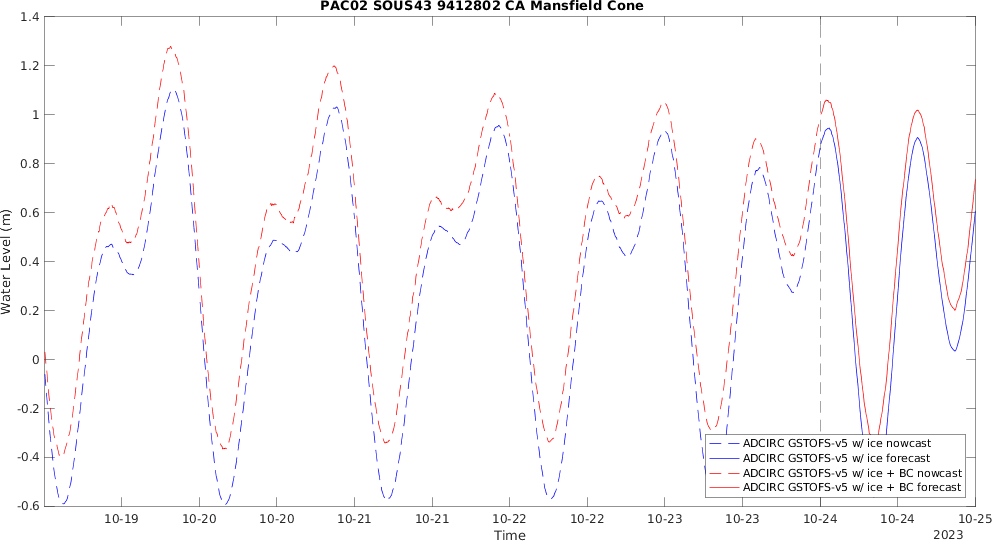 PAC02 SOUS43 9412802 CA Mansfield Cone
Water Level (m)
1.4
1.2
1
0.8
0.6
0.4
0.2
0
-0.2
-0.4
-0.6
ADCIRC GSTOFS-v5 w/ ice nowcast
ADCIRC GSTOFS-v5 w/ ice forecast
ADCIRC GSTOFS-v5 w/ ice + BC nowcast
ADCIRC GSTOFS-v5 w/ ice + BC forecast
10-19 10-20 10-20 10-21 10-21 10-22 10-22 10-23 10-23 10-24 10-24 10-25
Time
2023